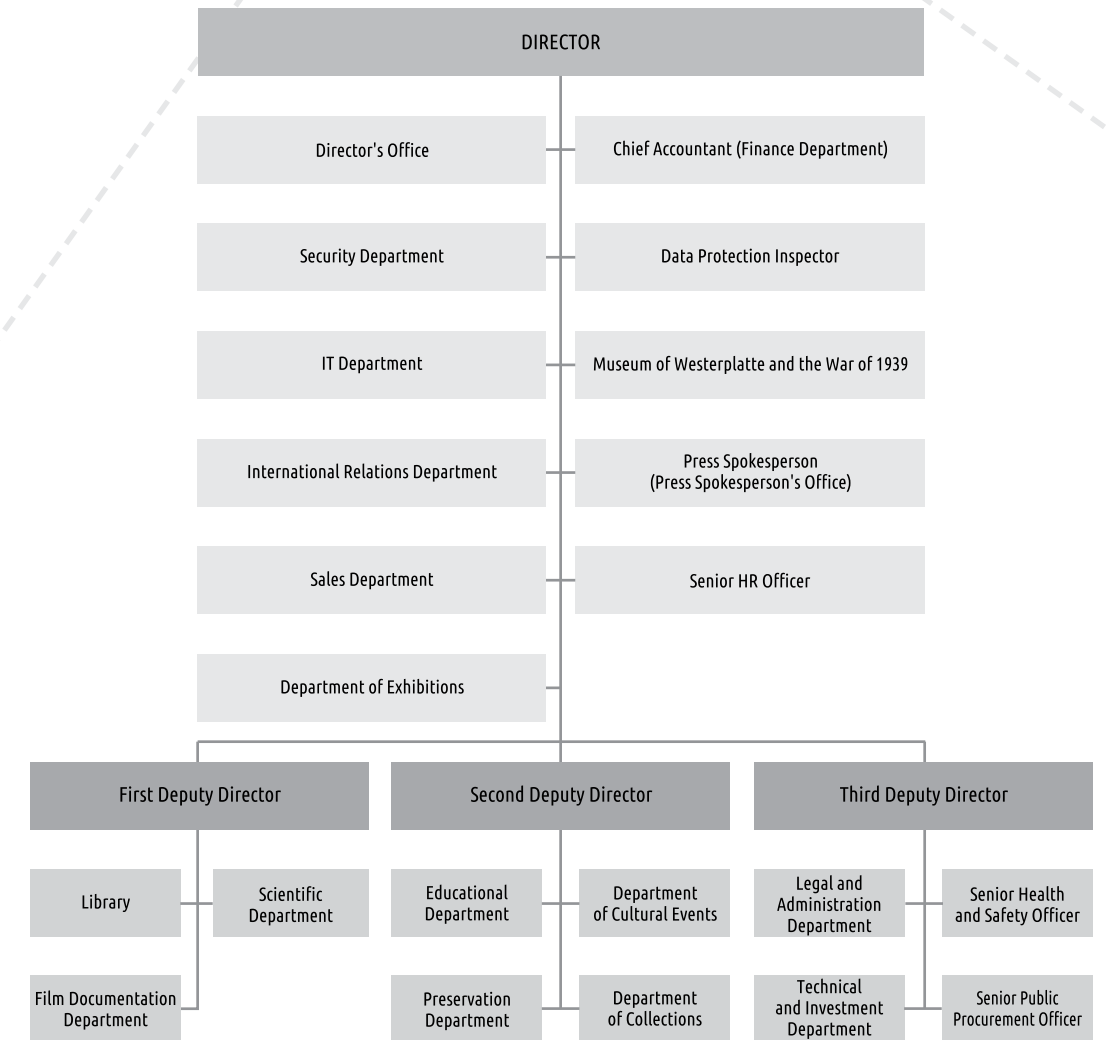 DIRECTOR
Director's Office
Chief Accountant (Finance Department)
Security Department
Data Protection Inspector
IT Department
Museum of Westerplatte and the War of 1939
International Relations Department
Press Spokesperson
(Press Spokesperson's Office)
Sales Department
Senior HR Officer
Department of Exhibitions
First Deputy Director
Second Deputy Director
Third Deputy Director
Library
Scientific
Department
Educational
Department
Department
of Cultural Events
Legal and
Administration
Department
Senior Health
and Safety Officer
Film Documentation
Department
Preservation
Department
Department
of Collections
Technical
and Investment
Department
Senior Public
Procurement Officer